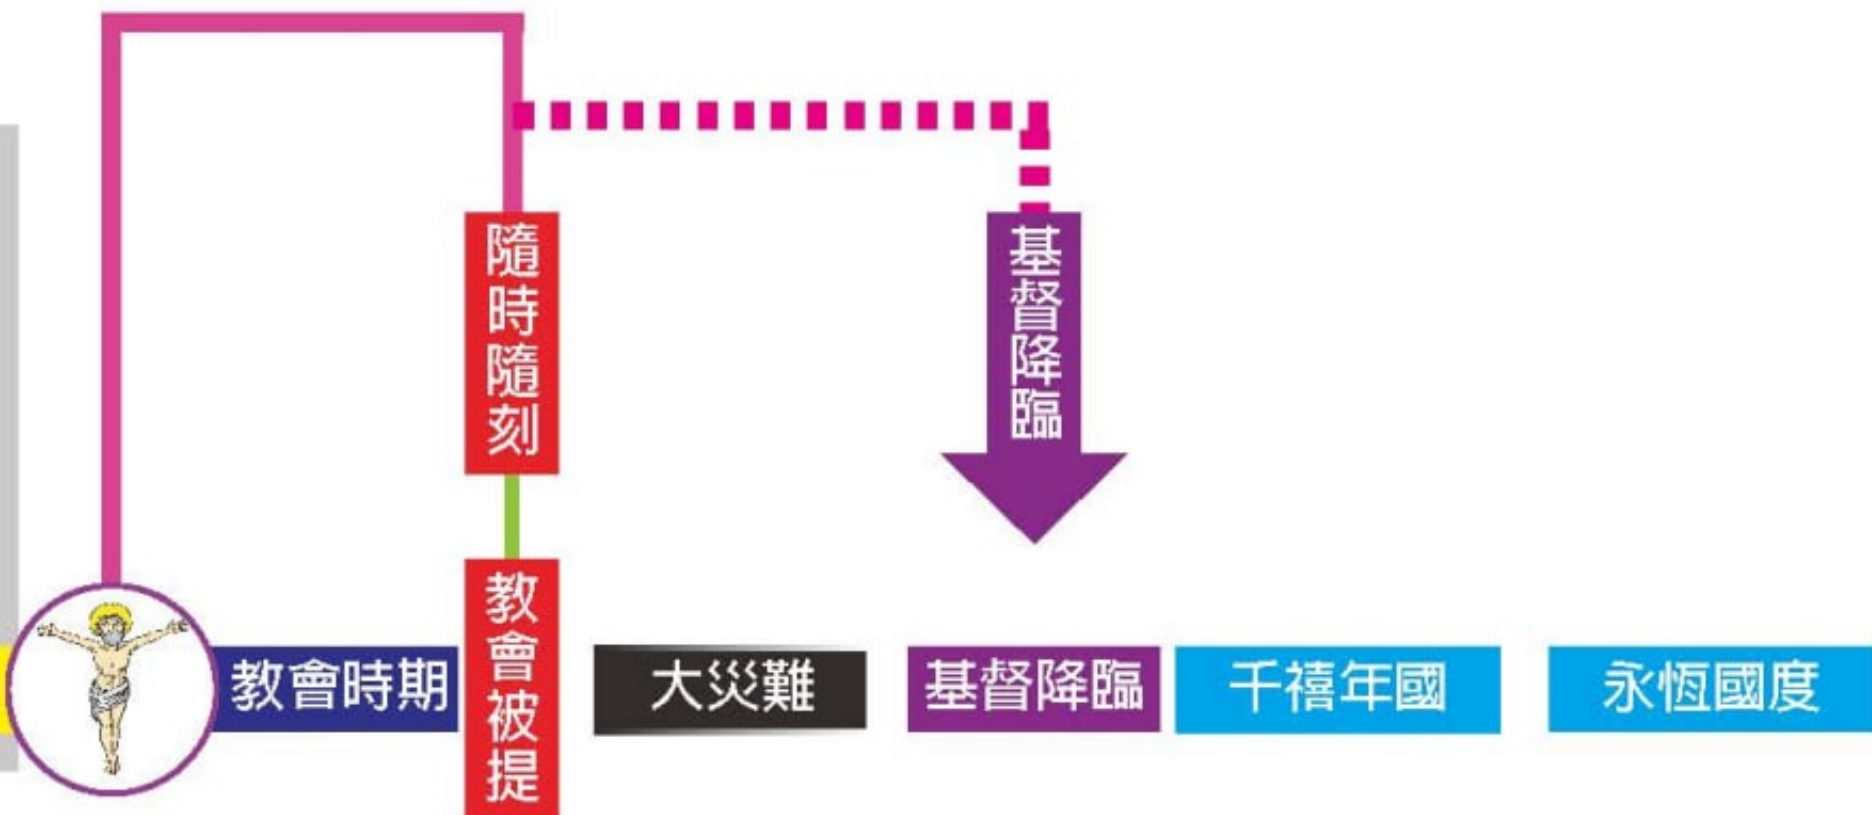 隨時隨刻
基督降臨
教會時期
教會被提
大災難
基督降臨
千禧年國
永恆國度